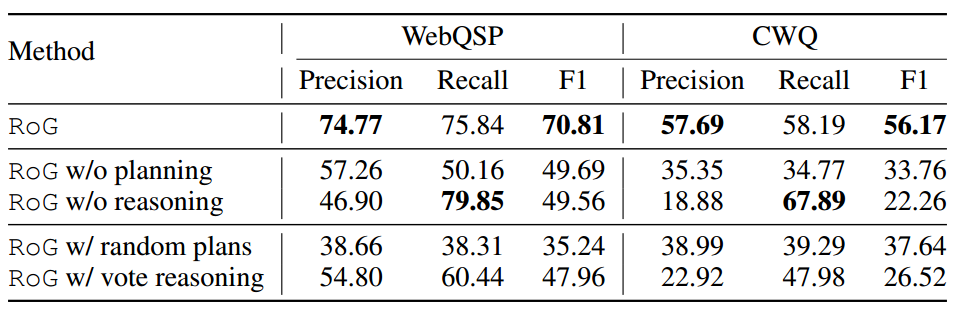 Method WebQSP CWQ
Precision Recall F1 Precision Recall F1
RoG 74.77 75.84 70.81 57.69 58.19 56.17
RoG w/o planning 57.26 50.16 49.69 35.35 34.77 33.76
RoG w/o reasoning 46.90 79.85 49.56 18.88 67.89 22.26
RoG w/ random plans 38.66 38.31 35.24 38.99 39.29 37.64
RoG w/ vote reasoning 54.80 60.44 47.96 22.92 47.98 26.52